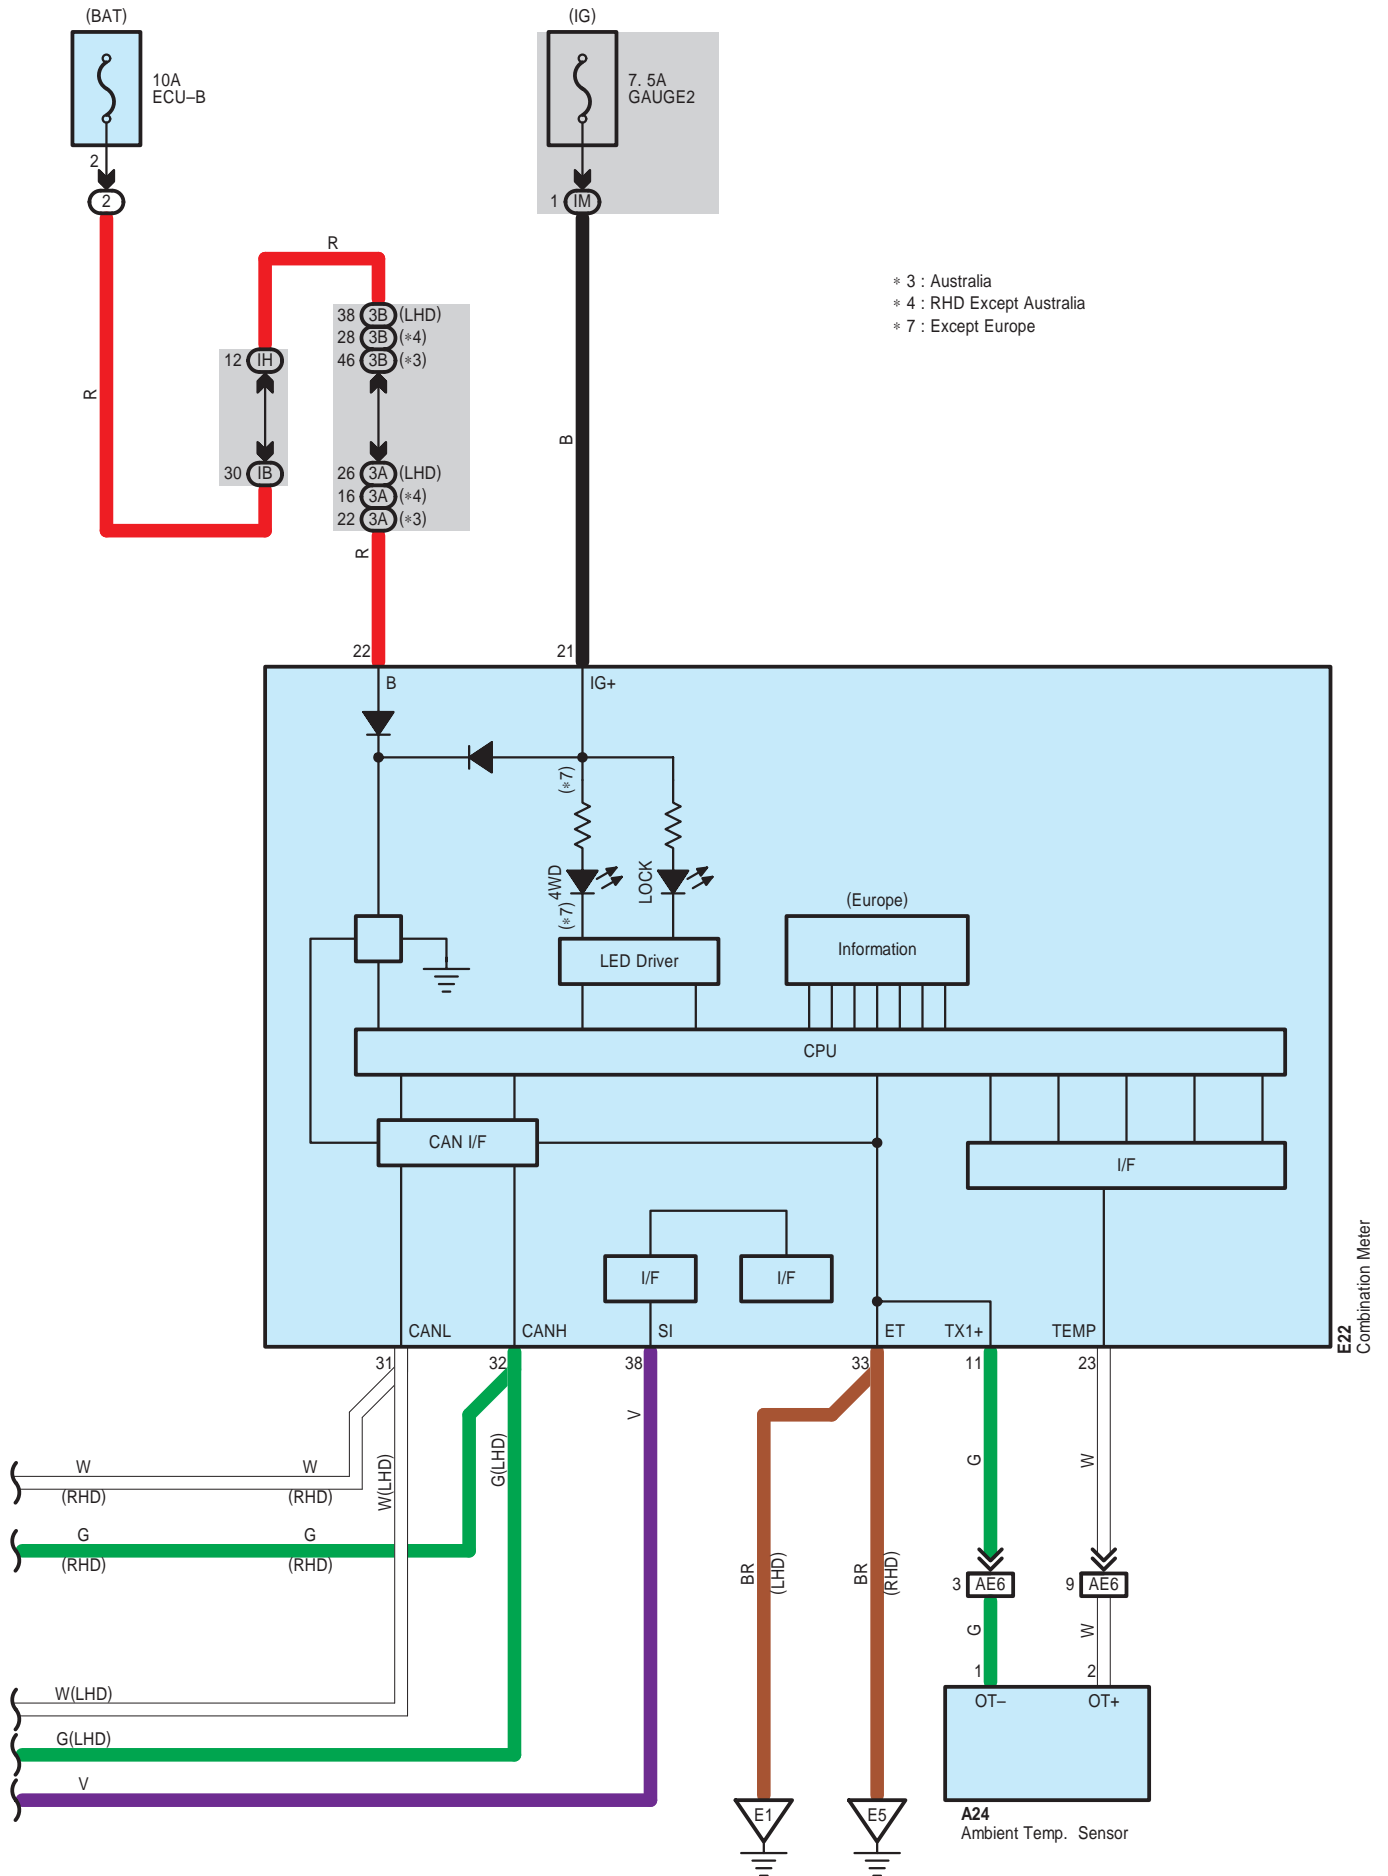 (BAT)
(IG)
10A
ECU–B
7. 5A
GAUGE2
2
2
1 IM
R
∗ 3 : Australia
∗ 4 : RHD Except Australia
∗ 7 : Except Europe
38 3B (LHD)
28 3B (∗4)
46 3B (∗3)
12 IH
R
B
30 IB
26 3A (LHD)
16 3A (∗4)
22 3A (∗3)
R
22
21
B
IG+
(∗7)
4WD
LOCK
(∗7)
(Europe)
LED Driver
Information
CPU
CAN I/F
I/F
I/F
I/F
CANL
CANH
SI
ET
TX1+
TEMP
E22
Combination Meter
31
32
38
33
11
23
V
W
W
(RHD)
(RHD)
W(LHD)
G(LHD)
G
W
G
G
(RHD)
(RHD)
BR
(LHD)
BR
(RHD)
3 AE6
9 AE6
G
W
1
2
OT–
OT+
W(LHD)
G(LHD)
V
E1
E5
A24
Ambient Temp. Sensor